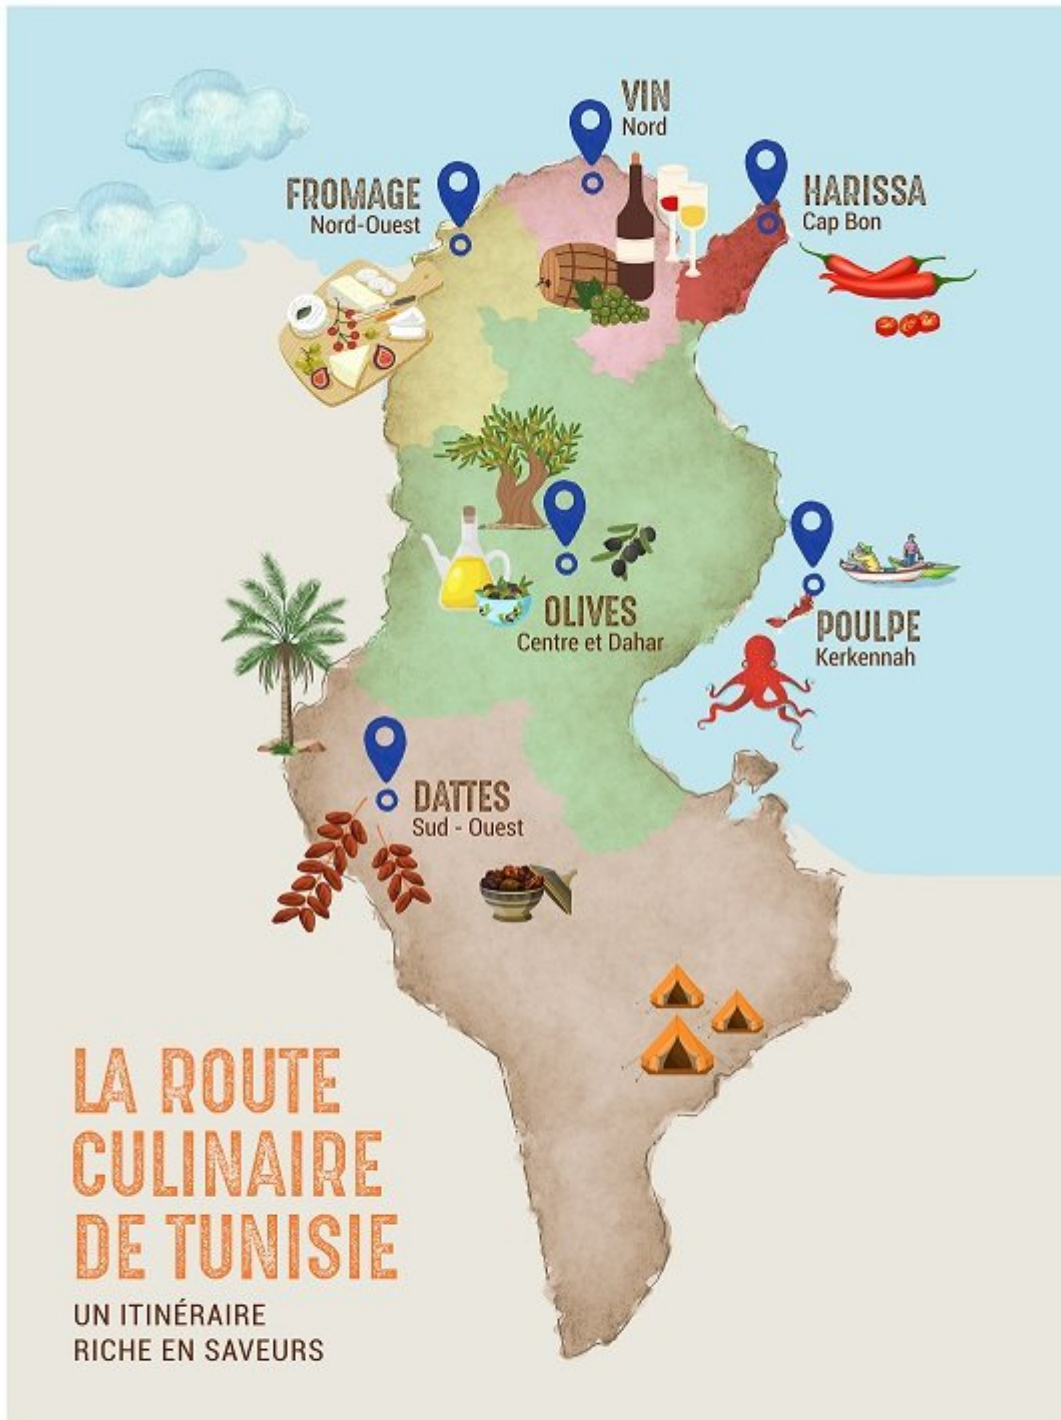 VIN
Nord
FROMAGE
Nord-Ouest
HARISSA
Cap Bon
OLIVES
Centre et Dahar
POULPE
Kerkennah
DATTES
Sud - Ouest
LA ROUTE
CULINAIRE
DE TUNISIE
UN ITINÉRAIRE
RICHE EN SAVEURS